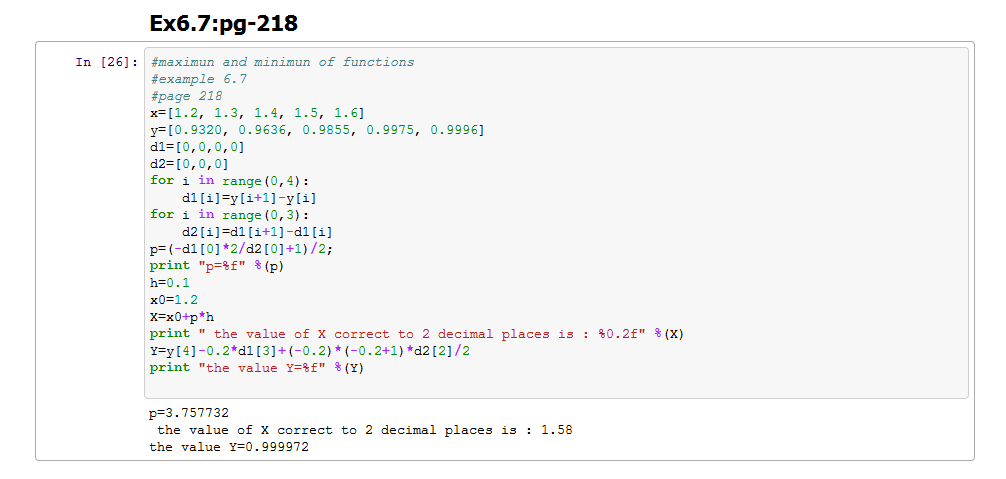 Ex6.7:pg-218
In [26]: #maximun and minimun of functions
#example 6.7
#page 218
x=[1.2, 1.3, 1.4, 1.5, 1.6]
y=[0.9320, 0.9636, 0.9855, 0.9975, 0.9996]
d1=[0,0,0,0]
d2=[0,0,0]
for i in range(0,4):
    d1[i]=y[i+1]-y[i]
for i in range(0,3):
    d2[i]=d1[i+1]-d1[i]
p=(-d1[0]*2/d2[0]+1)/2;
print "p=%f" %(p)
h=0.1
x0=1.2
X=x0+p*h
print " the value of X correct to 2 decimal places is : %0.2f" %(X)
Y=y[4]-0.2*d1[3]+(-0.2)*(-0.2+1)*d2[2]/2
print "the value Y=%f" %(Y)
p=3.757732
 the value of X correct to 2 decimal places is : 1.58
the value Y=0.999972